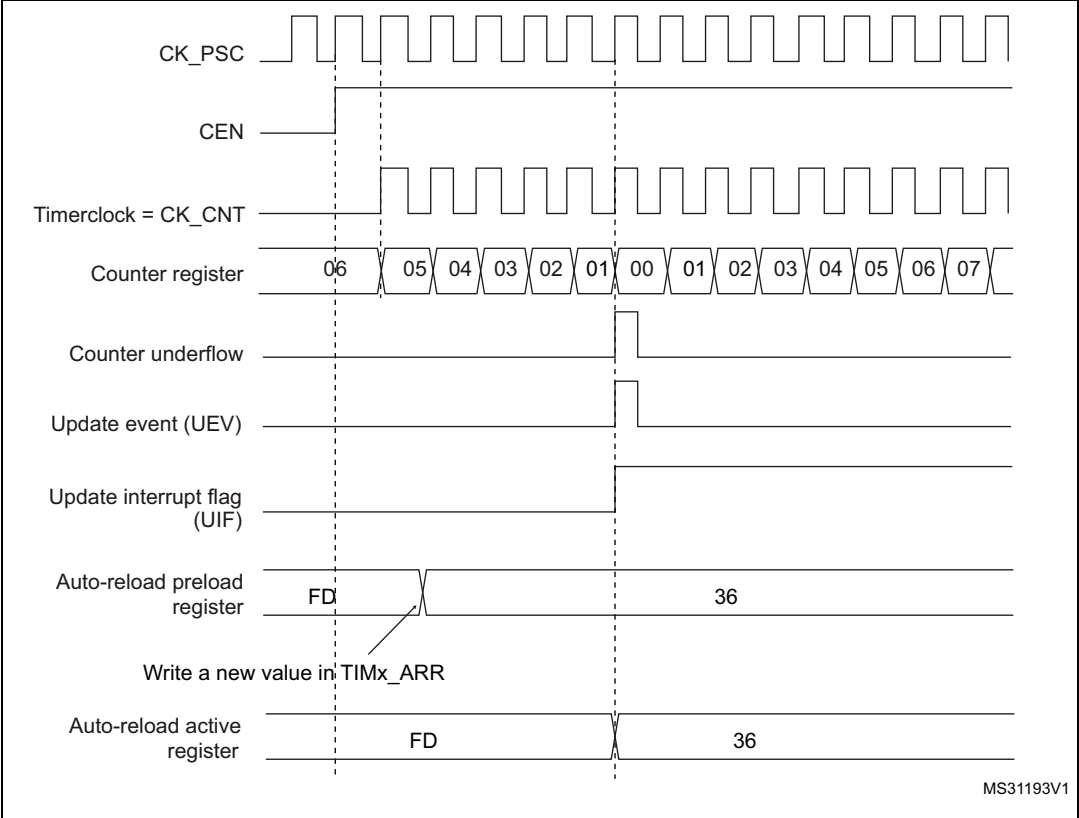 CK_PSC
CEN
Timerclock = CK_CNT
Counter register 06 05 04 03 02 01 00 01 02 03 04 05 06 07
Counter underflow
Update event (UEV)
Update interrupt flag
(UIF)
Auto-reload preload
register
FD 36
Write a new value in TIMx_ARR
Auto-reload active
register
FD 36
MS31193V1